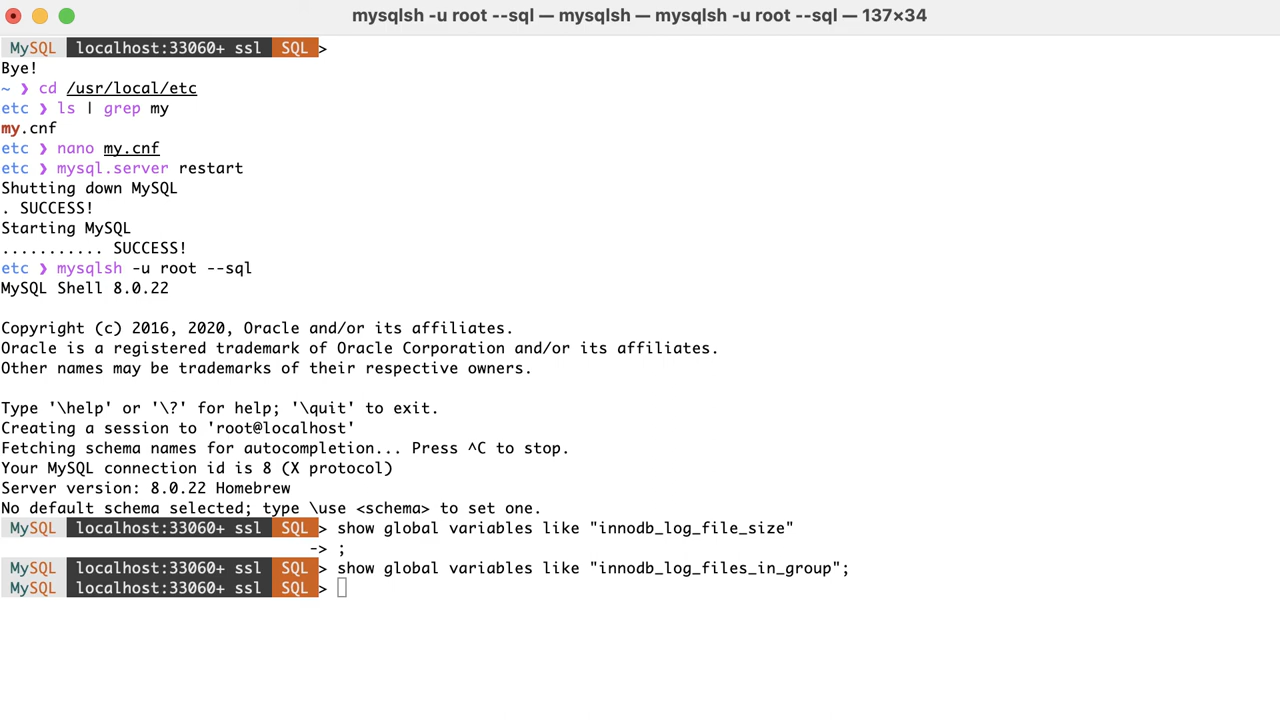 mysqlsh -u root --sql — mysqlsh — mysqlsh -u root --sql — 137×34
MySQL localhost:33060+ ssl SQL >
Bye!
~ ❯ cd /usr/local/etc
etc ❯ ls | grep my
my.cnf
etc ❯ nano my.cnf
etc ❯ mysql.server restart
Shutting down MySQL
. SUCCESS!
Starting MySQL
........... SUCCESS!
etc ❯ mysqlsh -u root --sql
MySQL Shell 8.0.22
Copyright (c) 2016, 2020, Oracle and/or its affiliates.
Oracle is a registered trademark of Oracle Corporation and/or its affiliates.
Other names may be trademarks of their respective owners.
Type '\help' or '\?' for help; '\quit' to exit.
Creating a session to 'root@localhost'
Fetching schema names for autocompletion... Press ^C to stop.
Your MySQL connection id is 8 (X protocol)
Server version: 8.0.22 Homebrew
No default schema selected; type \use <schema> to set one.
MySQL localhost:33060+ ssl SQL > show global variables like "innodb_log_file_size"
-> ;
MySQL localhost:33060+ ssl SQL > show global variables like "innodb_log_files_in_group";
MySQL localhost:33060+ ssl SQL >